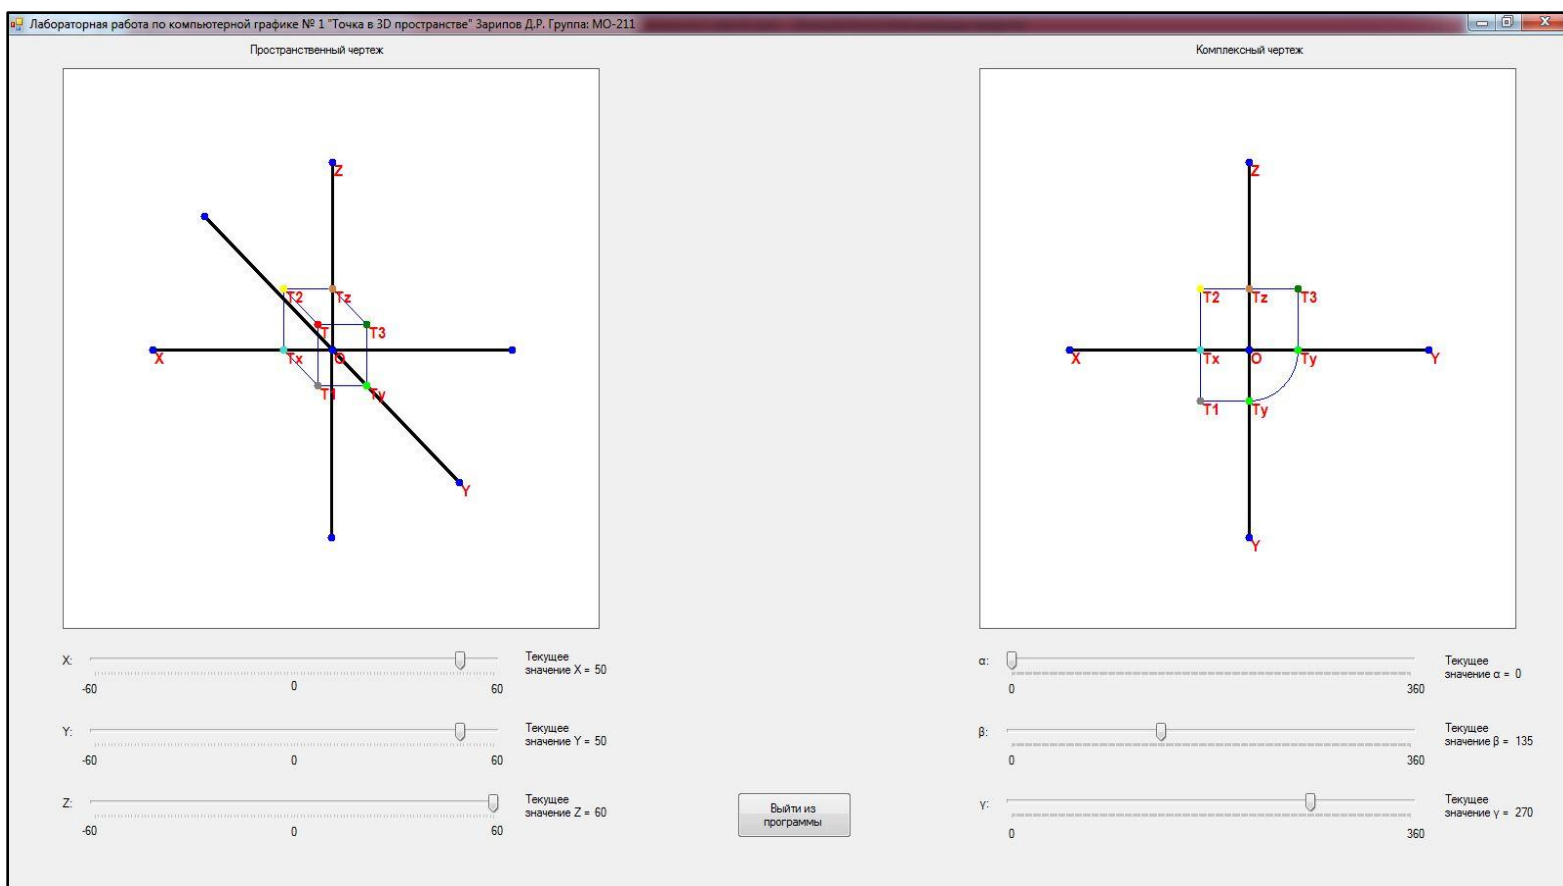 Лабораторная работа по компьютерной графике № 1 "Точка в 3D пространстве" Зарипов Д.Р. Группа: МО-211
Пространственный чертеж
Z
T2
Tz
T
T3
X
Tx
O
T1
Ty
Y
X:
-60
0
60
Текущее
значение X = 50
Y:
-60
0
60
Текущее
значение Y = 50
Z:
-60
0
60
Текущее
значение Z = 60
Выйти из
программы
Комплексный чертеж
Z
T2
Tz
T3
X
Tx
O
Ty
Y
T1
Ty
Y
α:
0
360
Текущее
значение α = 0
β:
0
360
Текущее
значение β = 135
γ:
0
360
Текущее
значение γ = 270